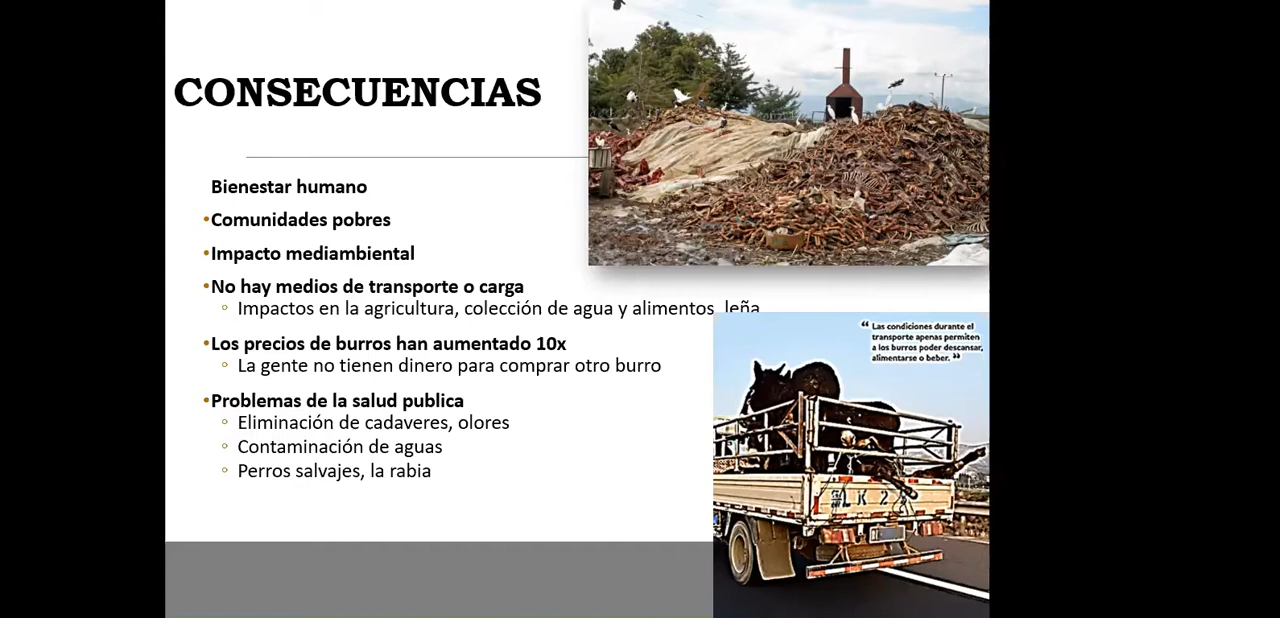 CONSECUENCIAS
Bienestar humano
•Comunidades pobres
•Impacto mediambiental
•No hay medios de transporte o carga
◦ Impactos en la agricultura, colección de agua y alimentos, leña
•Los precios de burros han aumentado 10x
◦ La gente no tienen dinero para comprar otro burro
•Problemas de la salud publica
◦ Eliminación de cadaveres, olores
◦ Contaminación de aguas
◦ Perros salvajes, la rabia
“ Las condiciones durante el
transporte apenas permiten
a los burros poder descansar,
alimentarse o beber. ”